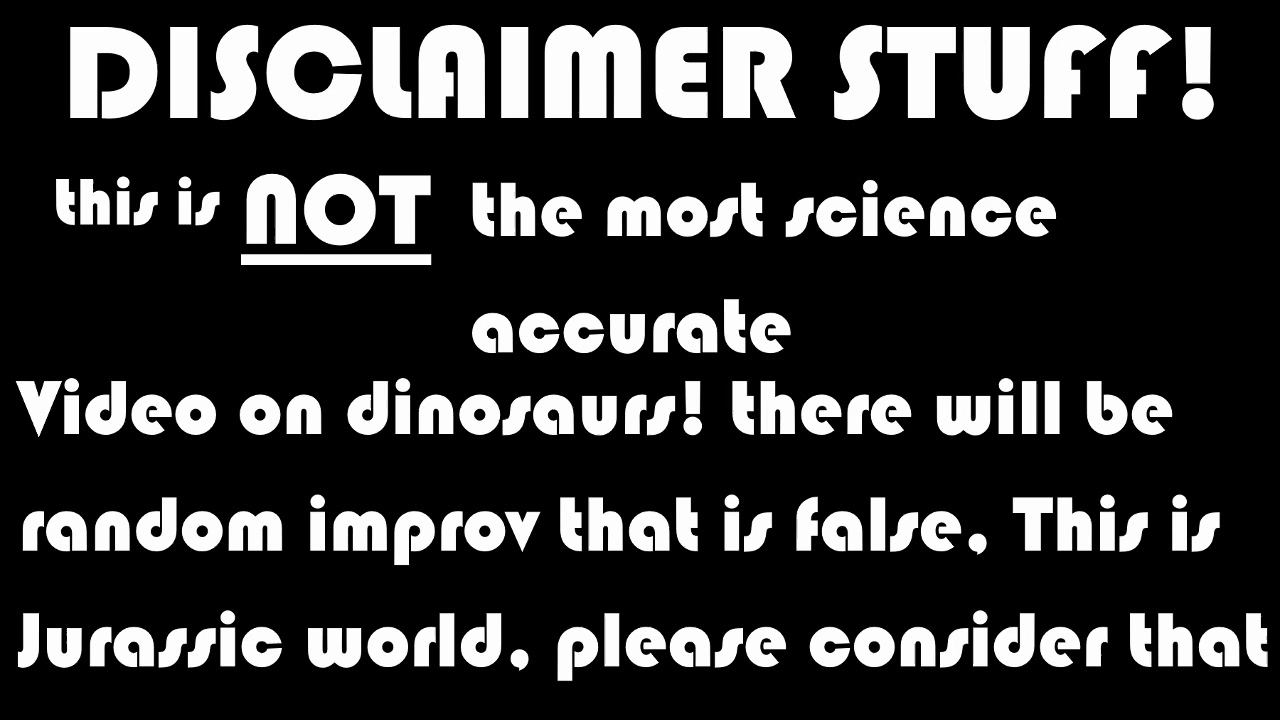 DISCLAIMER STUFF!
this is NOT the most science
accurate
Video on dinosaurs! there will be
random improv that is false, This is
Jurassic world, please consider that